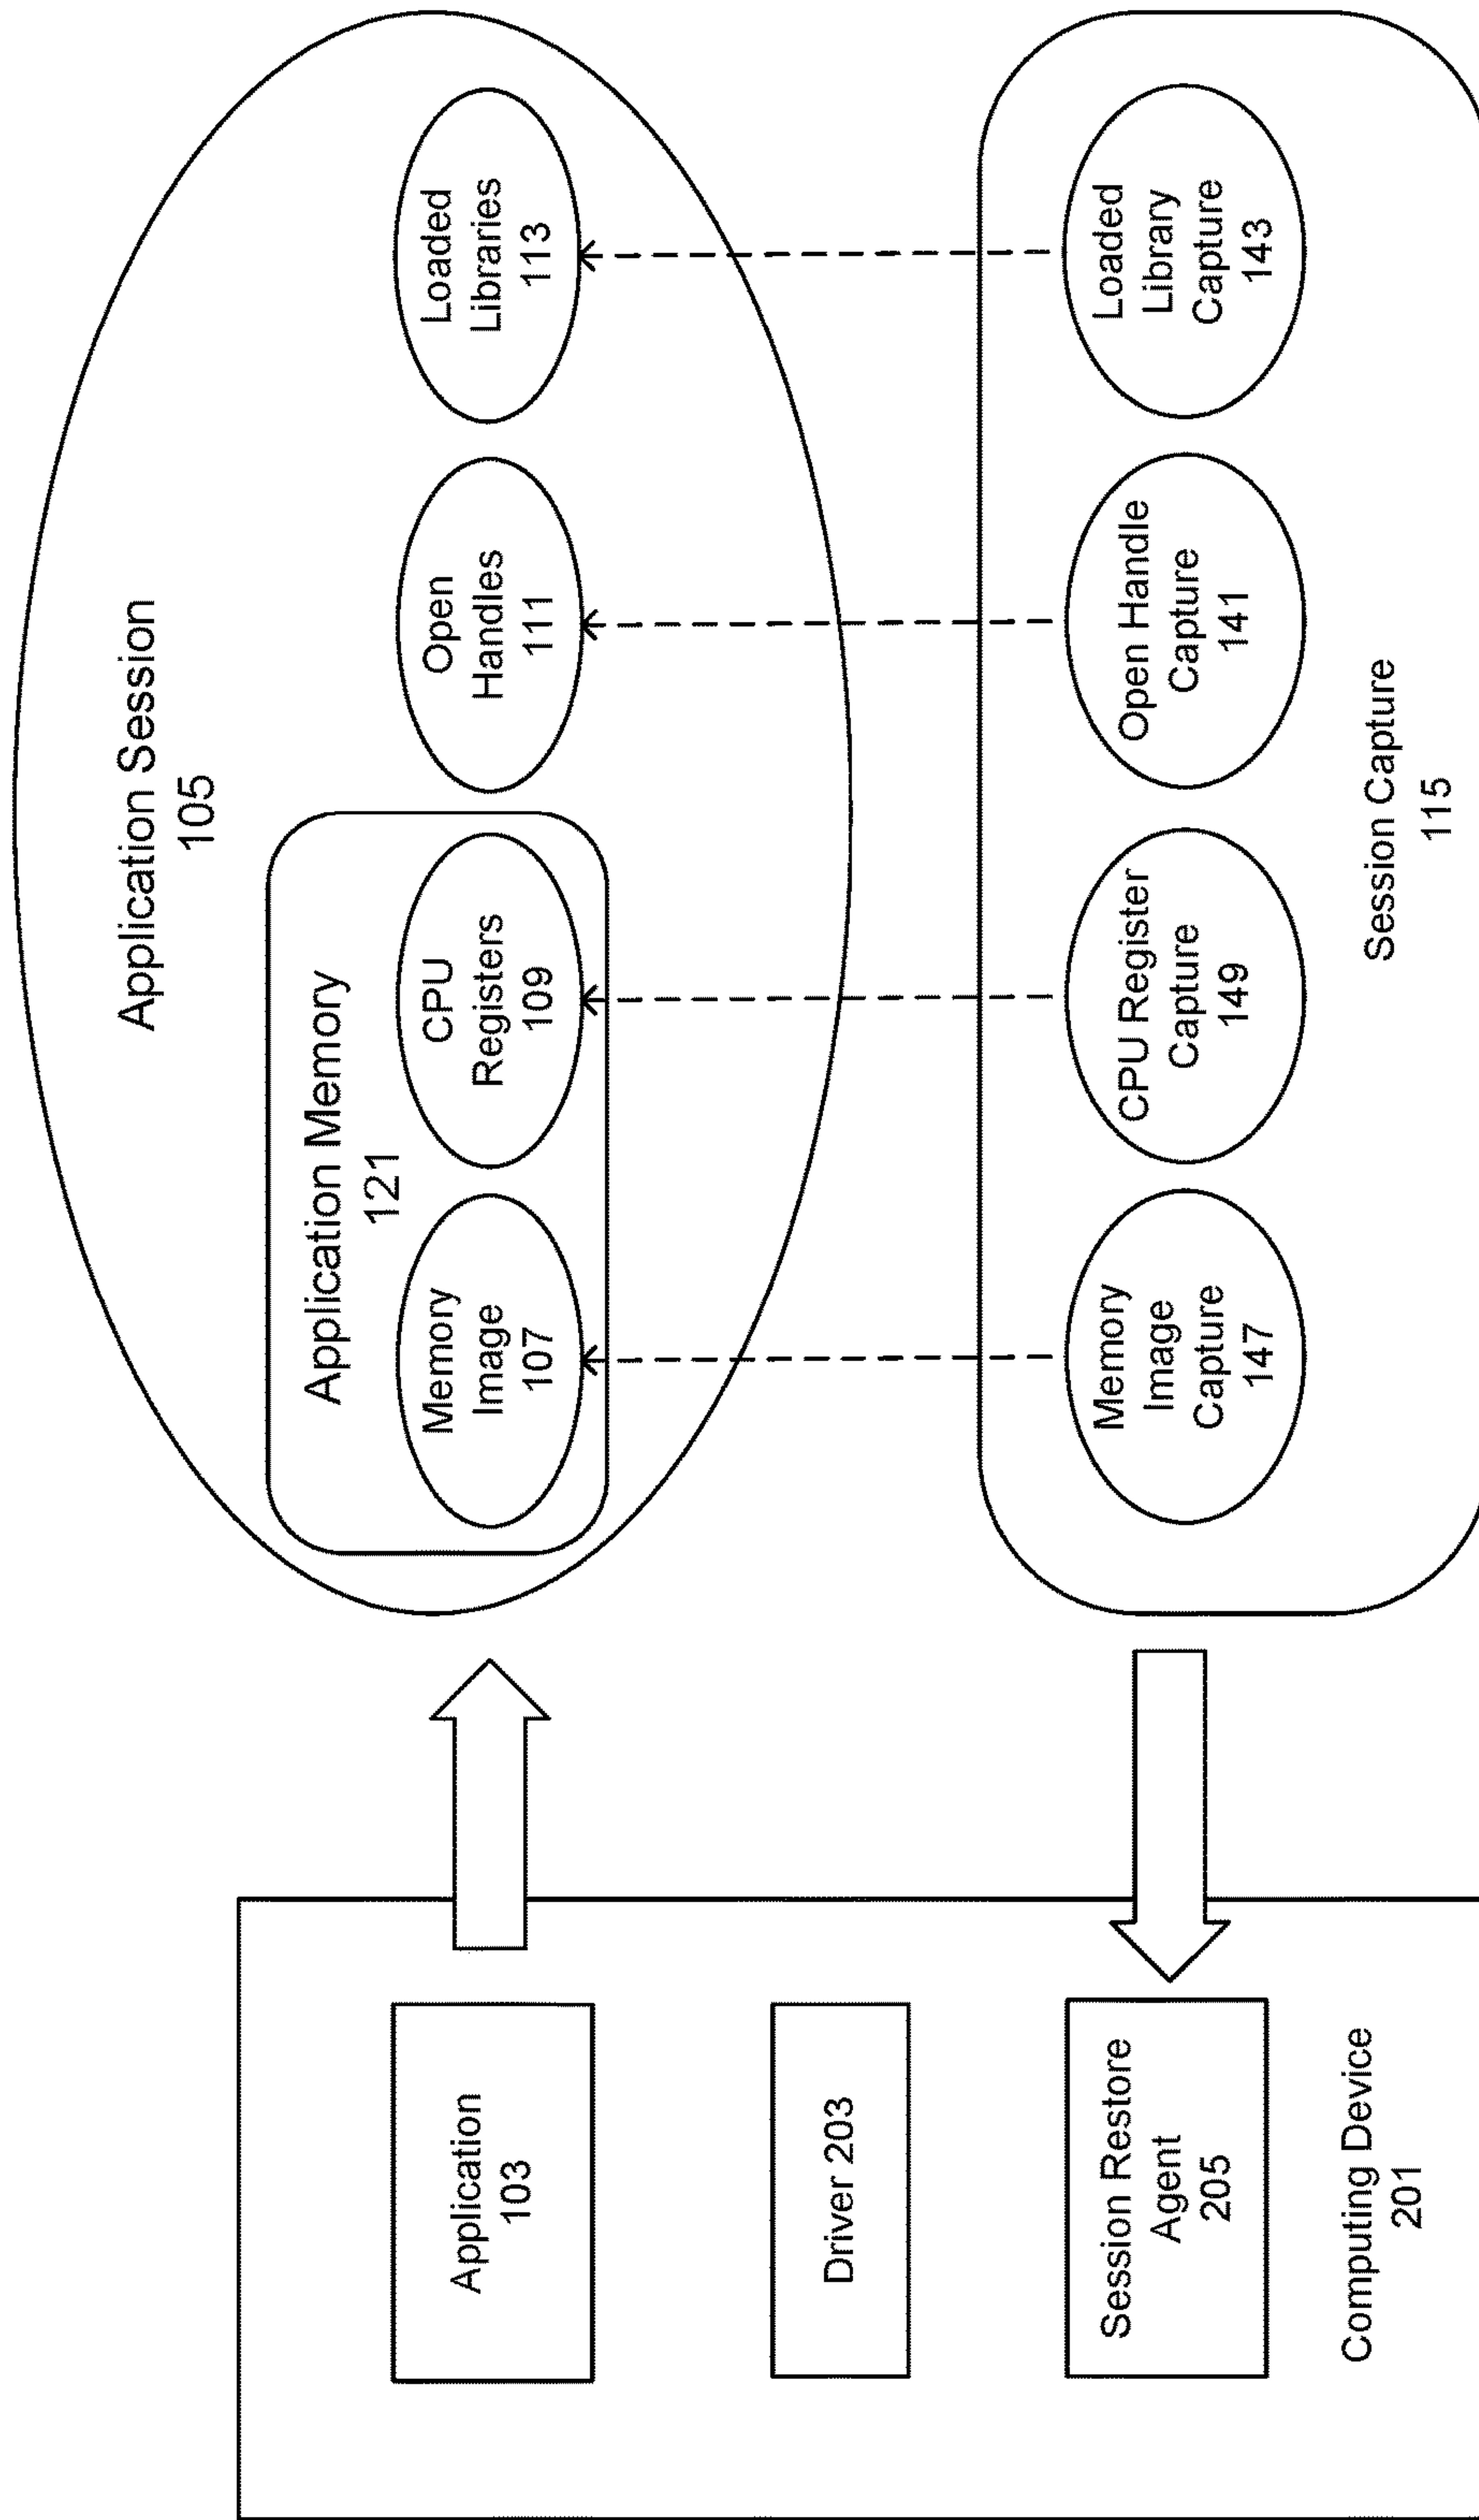 Application Session
105
Application Memory
121
Memory
Image
107
CPU
Registers
109
Open
Handles
111
Loaded
Libraries
113
Application
103
Driver 203
Session Restore
Agent
205
Computing Device
201
Memory
Image
Capture
147
CPU Register
Capture
149
Open Handle
Capture
141
Loaded
Library
Capture
143
Session Capture
115